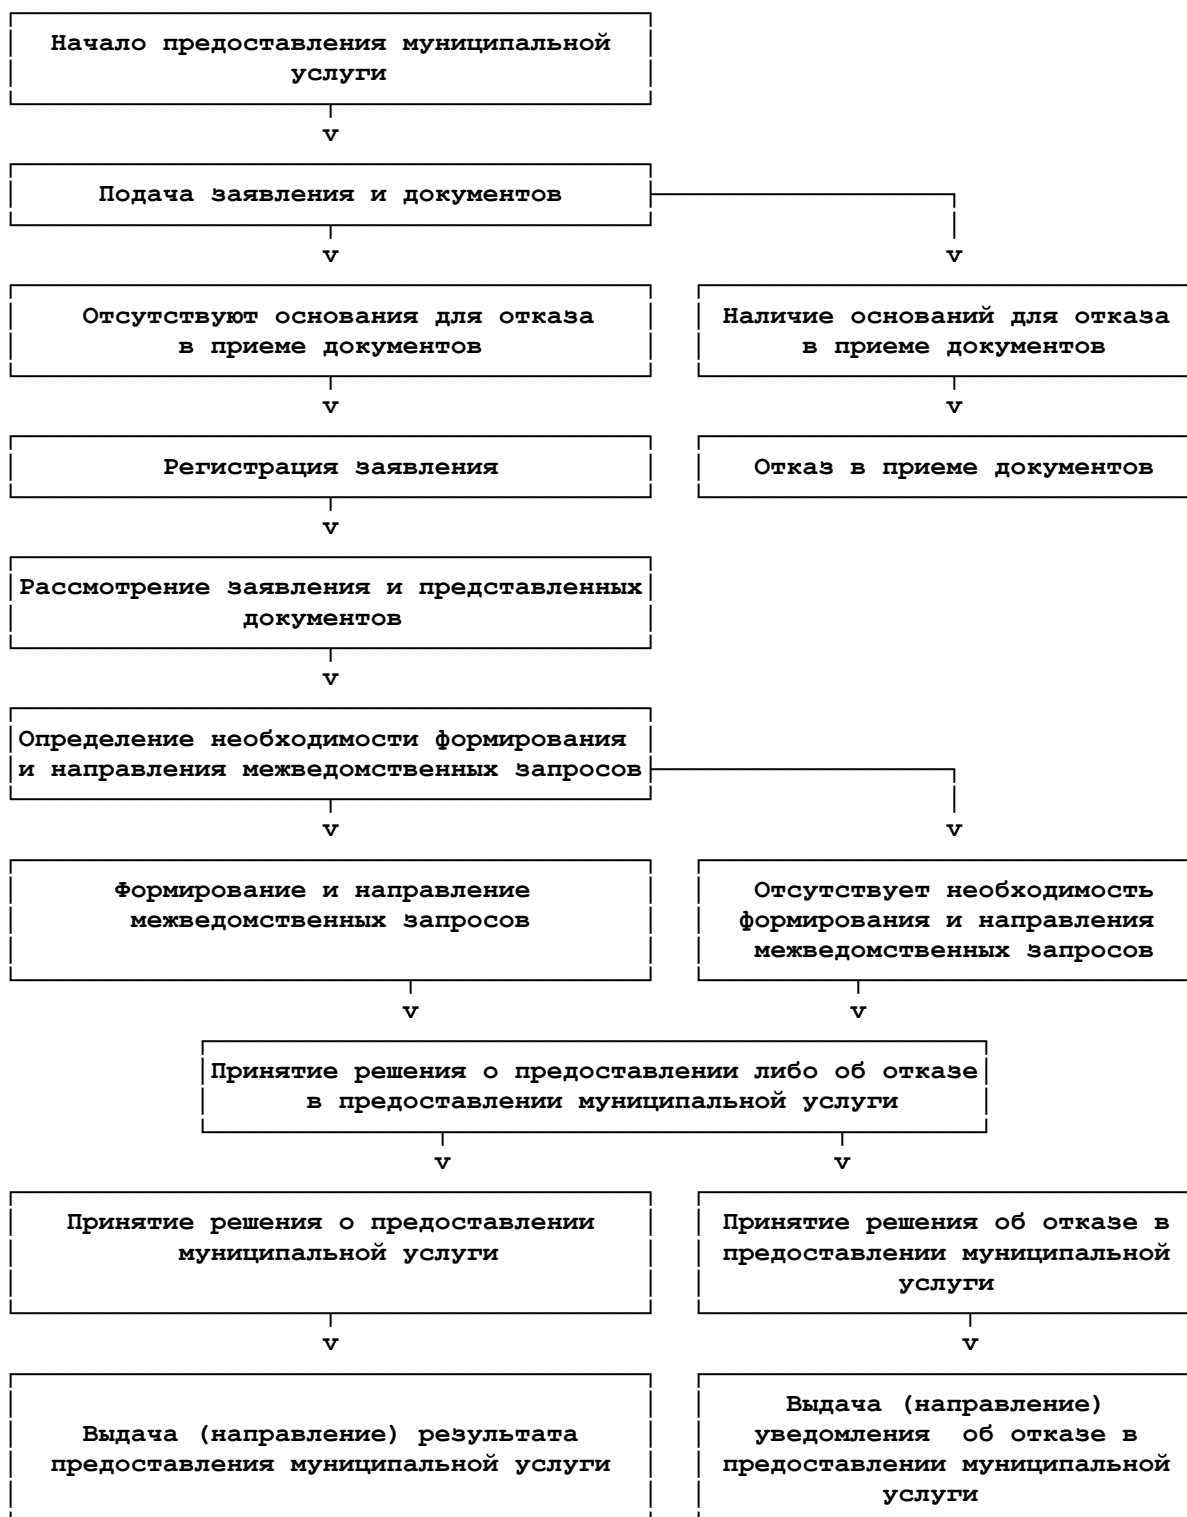 Начало предоставления муниципальной
услуги
v
Подача заявления и документов
v
v
Отсутствуют основания для отказа
в приеме документов
Наличие оснований для отказа
в приеме документов
v
v
Регистрация заявления
Отказ в приеме документов
v
Рассмотрение заявления и представленных
документов
v
Определение необходимости формирования
и направления межведомственных запросов
v
v
Формирование и направление
межведомственных запросов
Отсутствует необходимость
формирования и направления
межведомственных запросов
v
v
Принятие решения о предоставлении либо об отказе
в предоставлении муниципальной услуги
v
v
Принятие решения о предоставлении
муниципальной услуги
Принятие решения об отказе в
предоставлении муниципальной
услуги
v
v
Выдача (направление) результата
предоставления муниципальной услуги
Выдача (направление)
уведомления об отказе в
предоставлении муниципальной
услуги